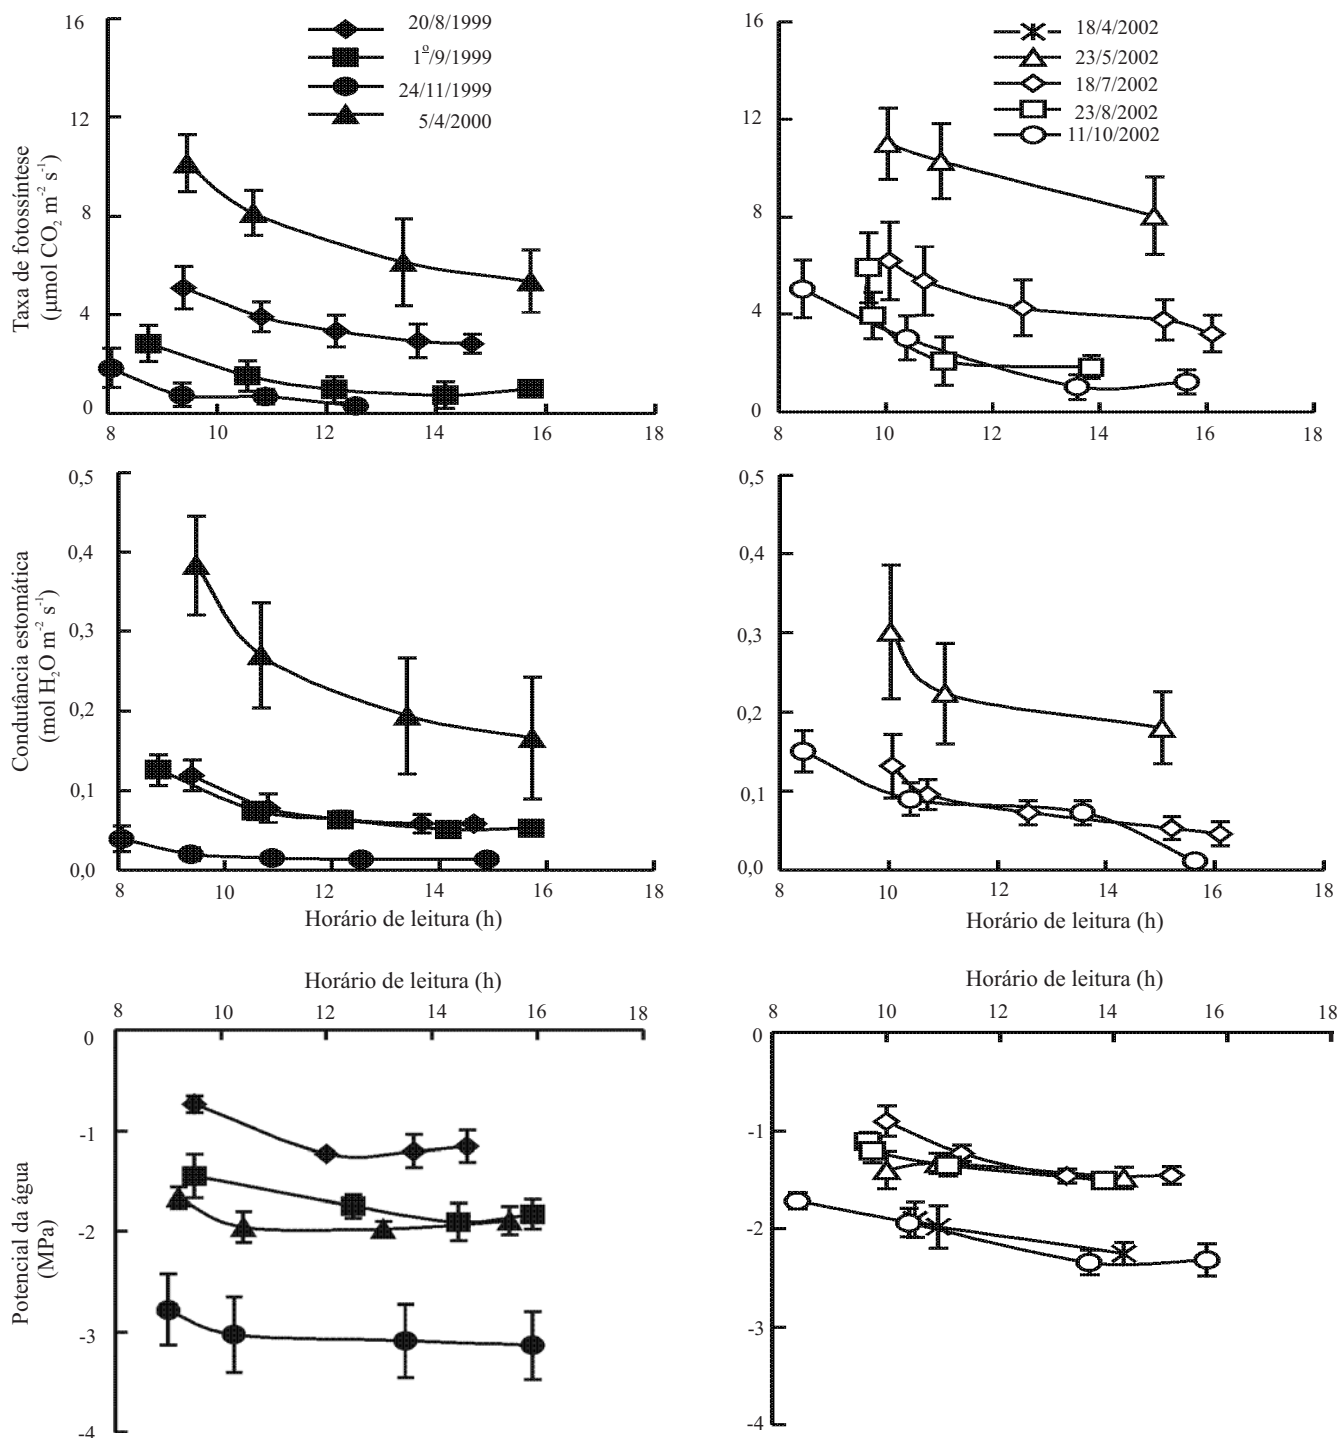 20/8/1999
1º/9/1999
24/11/1999
5/4/2000
Taxa de fotossíntese
(µmol CO₂ m⁻² s⁻¹)
16
12
8
4
0
8 10 12 14 16 18
18/4/2002
23/5/2002
18/7/2002
23/8/2002
11/10/2002
16
12
8
4
0
8 10 12 14 16 18
Condutância estomática
(mol H₂O m⁻² s⁻¹)
0,5
0,4
0,3
0,2
0,1
0,0
8 10 12 14 16 18
Horário de leitura (h)
0,5
0,4
0,3
0,2
0,1
0,0
8 10 12 14 16 18
Horário de leitura (h)
Horário de leitura (h)
8 10 12 14 16 18
Potencial da água
(MPa)
0
-1
-2
-3
-4
Horário de leitura (h)
8 10 12 14 16 18
0
-1
-2
-3
-4